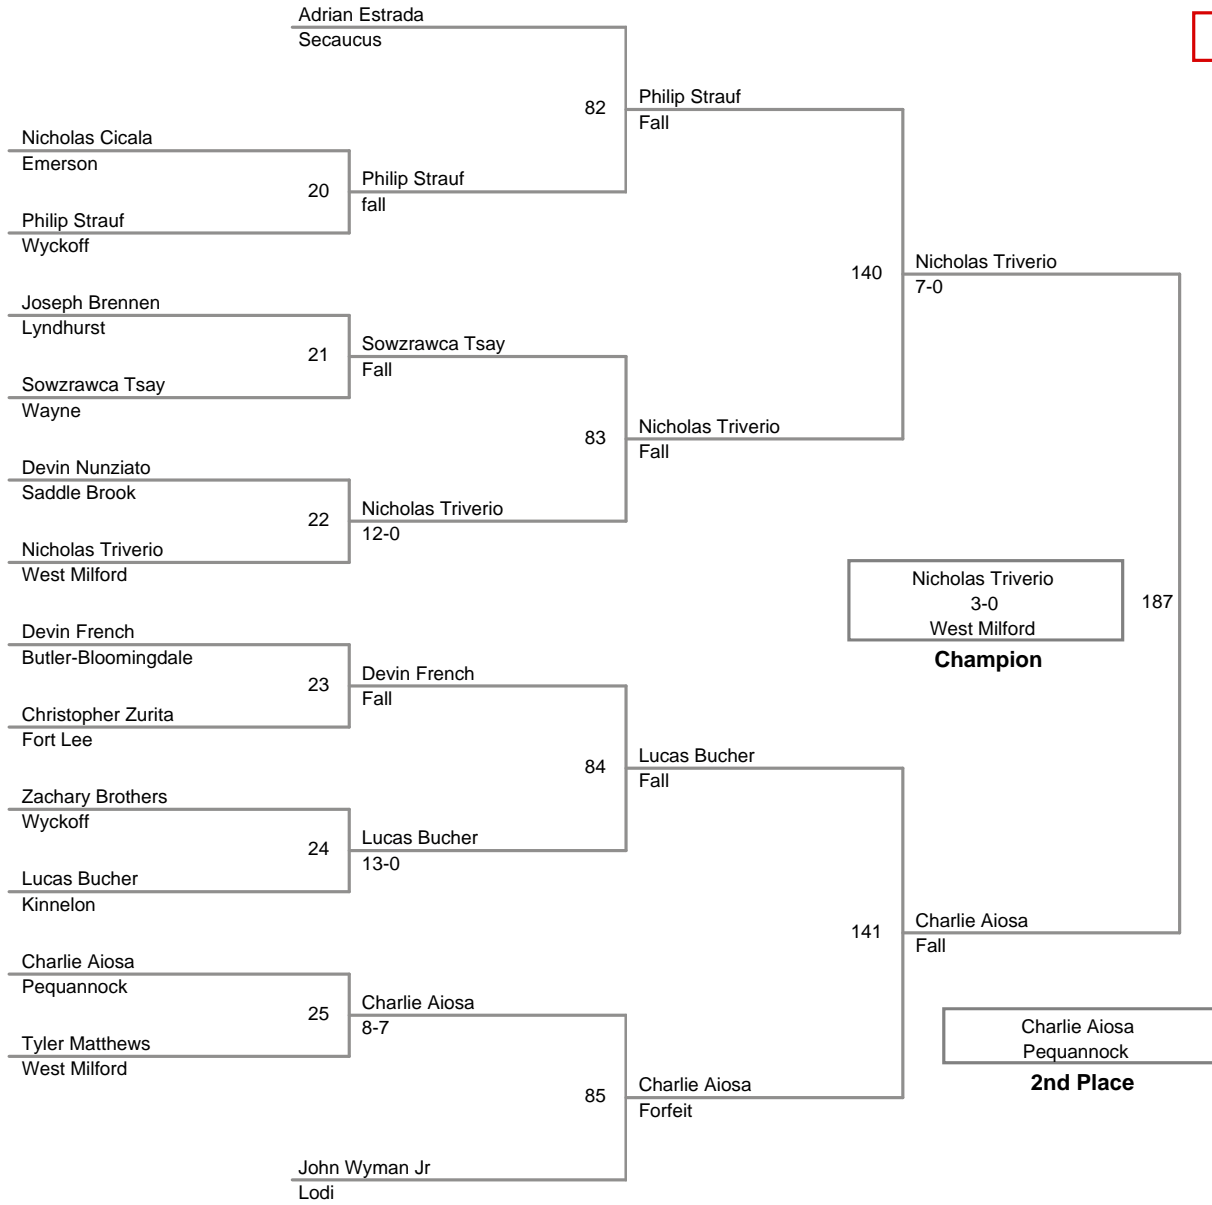 Adrian Estrada
Secaucus
82
Philip Strauf
Fall
Nicholas Cicala
Emerson
20
Philip Strauf
fall
Philip Strauf
Wyckoff
140
Nicholas Triverio
7-0
Joseph Brennen
Lyndhurst
21
Sowzrawca Tsay
Fall
Sowzrawca Tsay
Wayne
83
Nicholas Triverio
Fall
Devin Nunziato
Saddle Brook
22
Nicholas Triverio
12-0
Nicholas Triverio
West Milford
Nicholas Triverio
3-0
West Milford
Champion
187
Devin French
Butler-Bloomingdale
23
Devin French
Fall
Christopher Zurita
Fort Lee
84
Lucas Bucher
Fall
Zachary Brothers
Wyckoff
24
Lucas Bucher
13-0
Lucas Bucher
Kinnelon
141
Charlie Aiosa
Fall
Charlie Aiosa
Pequannock
25
Charlie Aiosa
8-7
Tyler Matthews
West Milford
Charlie Aiosa
Pequannock
2nd Place
85
Charlie Aiosa
Forfeit
John Wyman Jr
Lodi